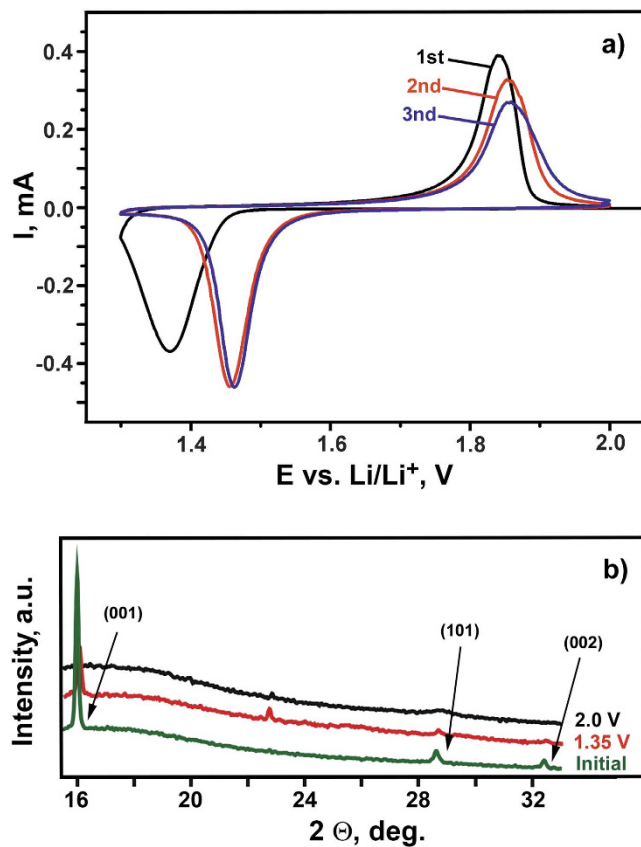 a)
0.4
0.2
0.0
-0.2
-0.4
I, mA
1st
2nd
3nd
1.4 1.6 1.8 2.0
E vs. Li/Li⁺, V
b)
Intensity, a.u.
(001)
(101)
(002)
2.0 V
1.35 V
Initial
16 20 24 28 32
2 Θ, deg.